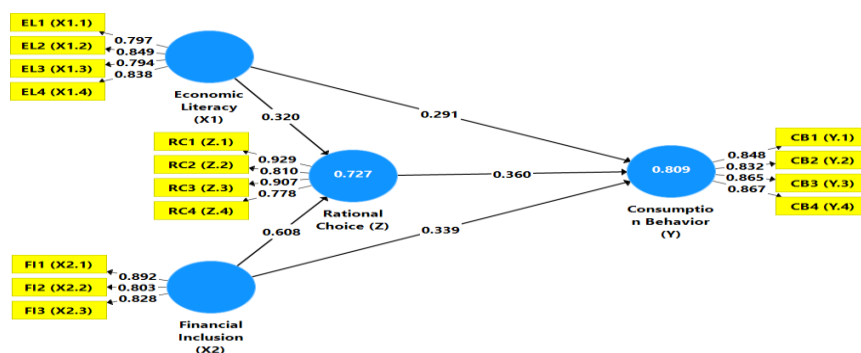 EL1 (X1.1)
EL2 (X1.2)
EL3 (X1.3)
EL4 (X1.4)
0.797
0.849
0.794
0.838
Economic
Literacy
(X1)
0.320
0.291
RC1 (Z.1)
RC2 (Z.2)
RC3 (Z.3)
RC4 (Z.4)
0.929
0.810
0.907
0.778
0.727
Rational
Choice (Z)
0.360
0.809
Consumptio
n Behavior
(Y)
0.848
0.832
0.865
0.867
CB1 (Y.1)
CB2 (Y.2)
CB3 (Y.3)
CB4 (Y.4)
0.608
0.339
FI1 (X2.1)
FI2 (X2.2)
FI3 (X2.3)
0.892
0.803
0.828
Financial
Inclusion
(X2)